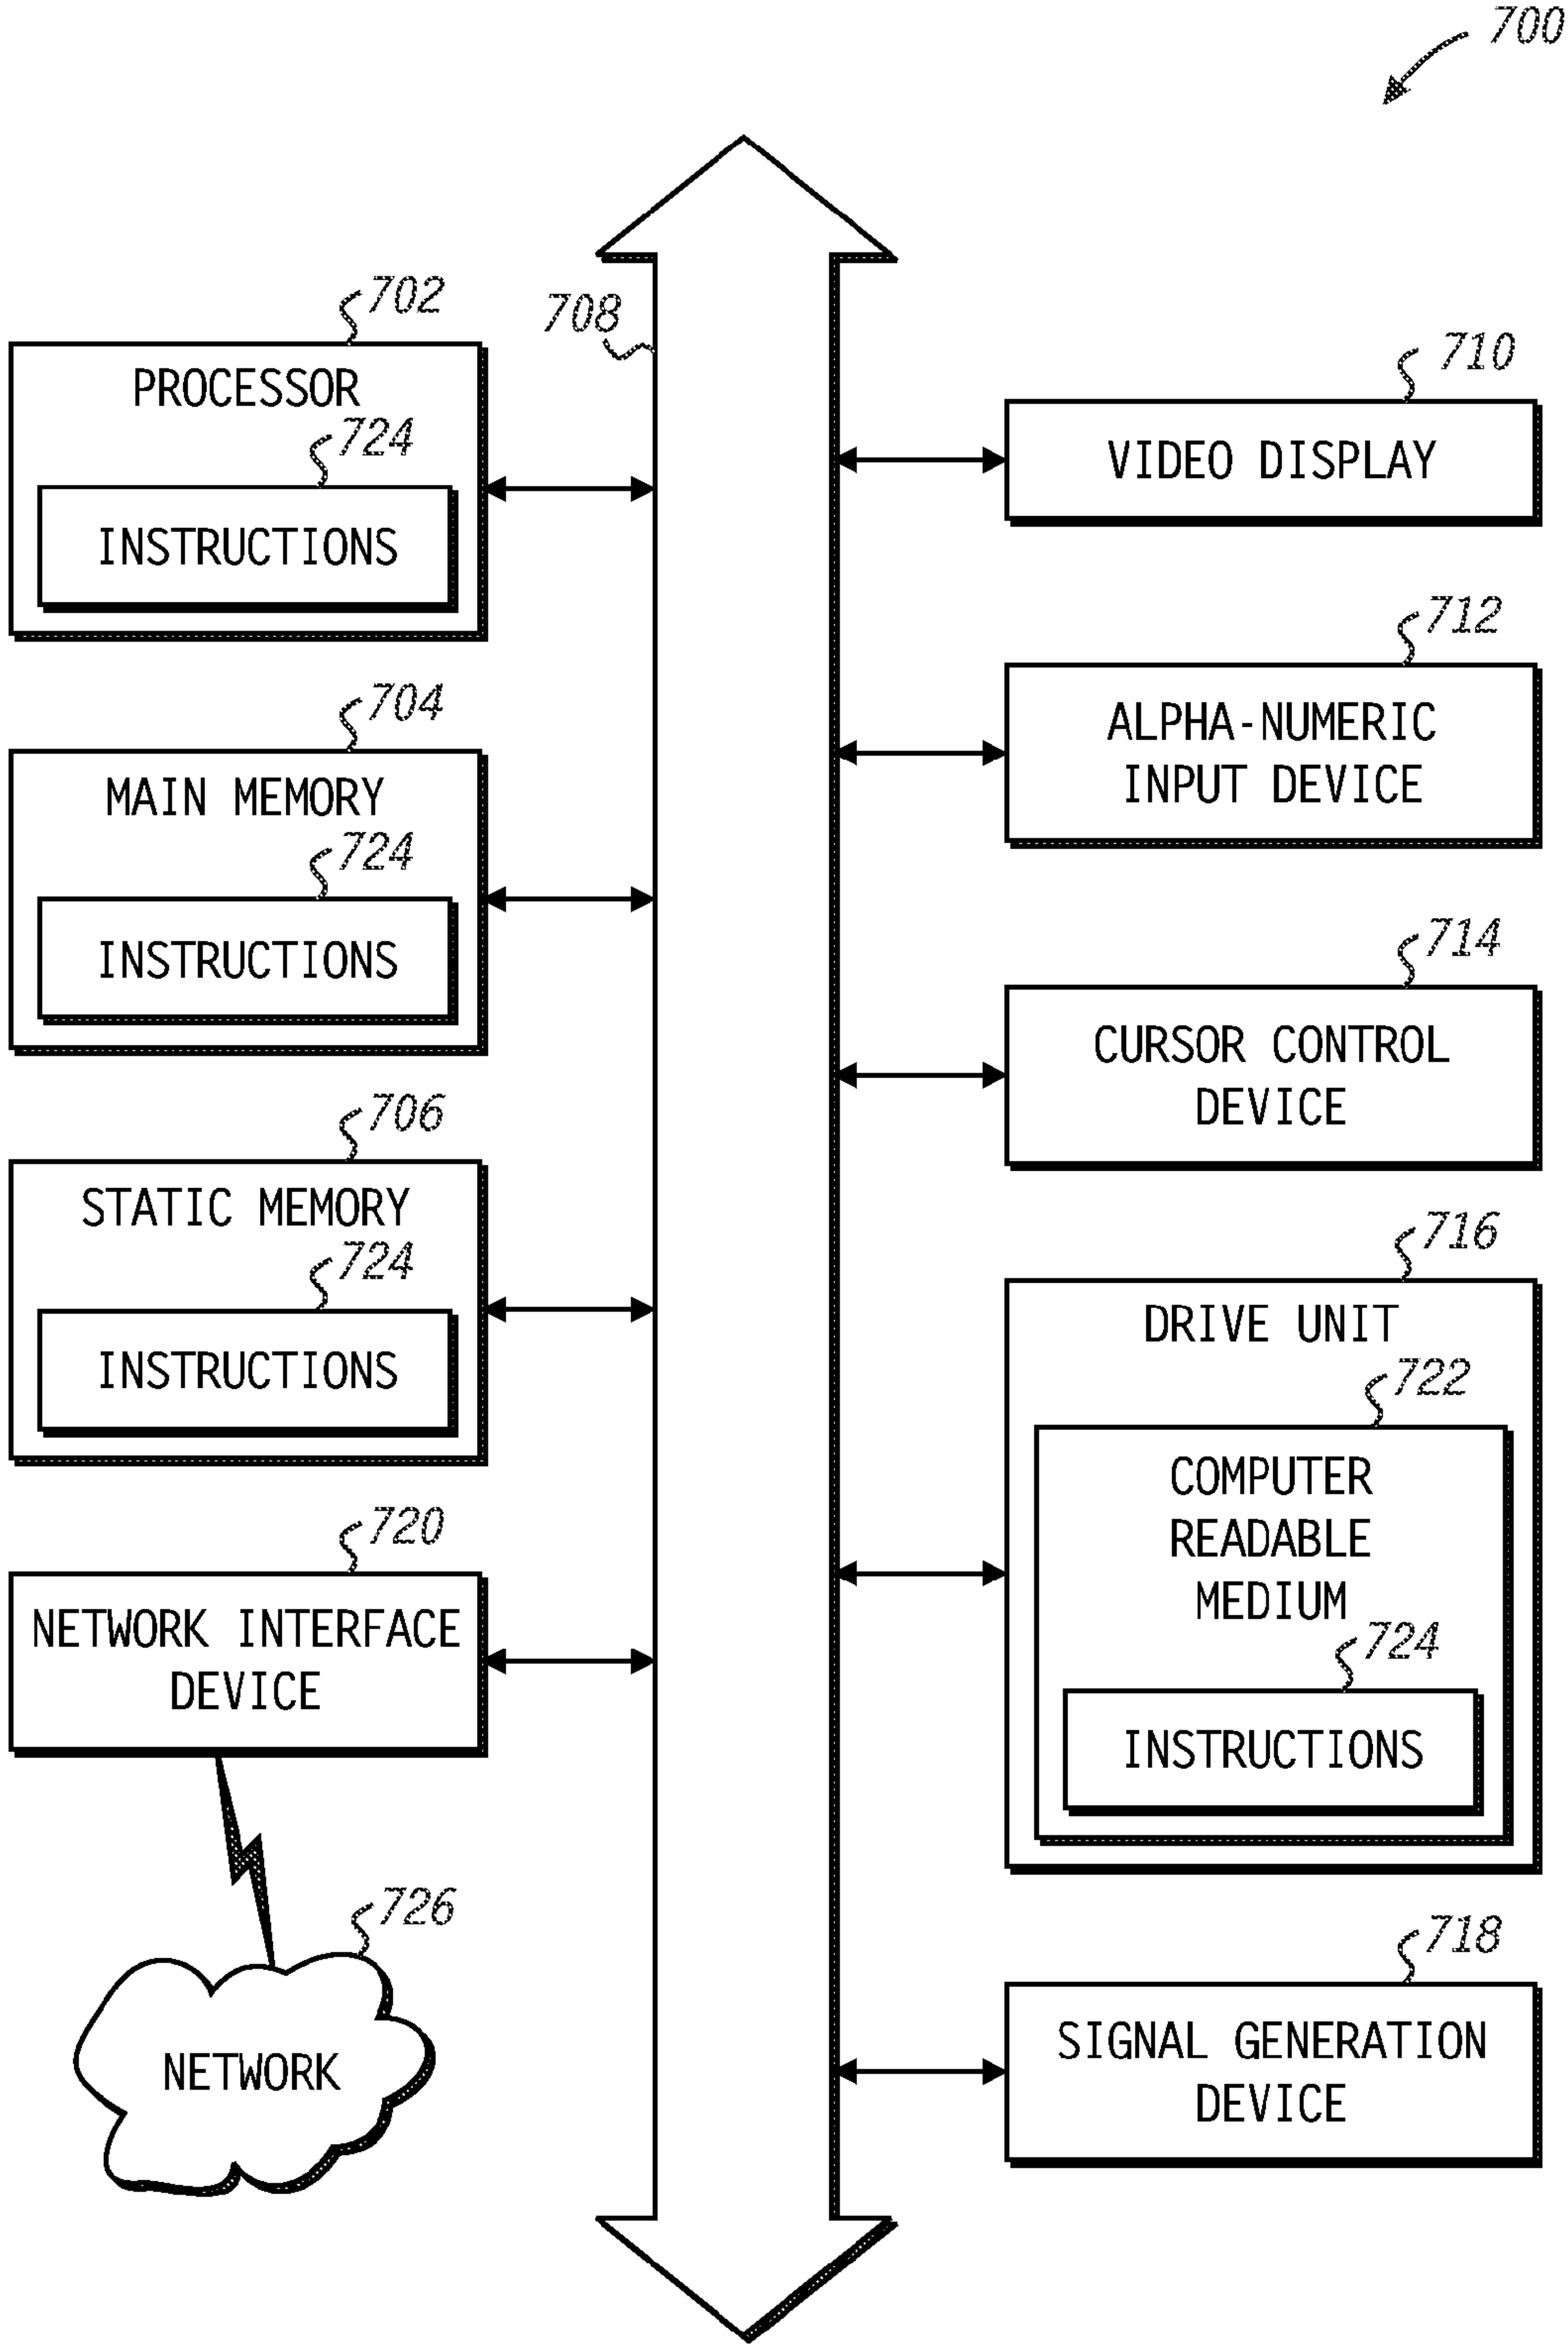 700
702
PROCESSOR
724
INSTRUCTIONS
704
MAIN MEMORY
724
INSTRUCTIONS
706
STATIC MEMORY
724
INSTRUCTIONS
720
NETWORK INTERFACE
DEVICE
726
NETWORK
708
710
VIDEO DISPLAY
712
ALPHA-NUMERIC
INPUT DEVICE
714
CURSOR CONTROL
DEVICE
716
DRIVE UNIT
722
COMPUTER
READABLE
MEDIUM
724
INSTRUCTIONS
718
SIGNAL GENERATION
DEVICE